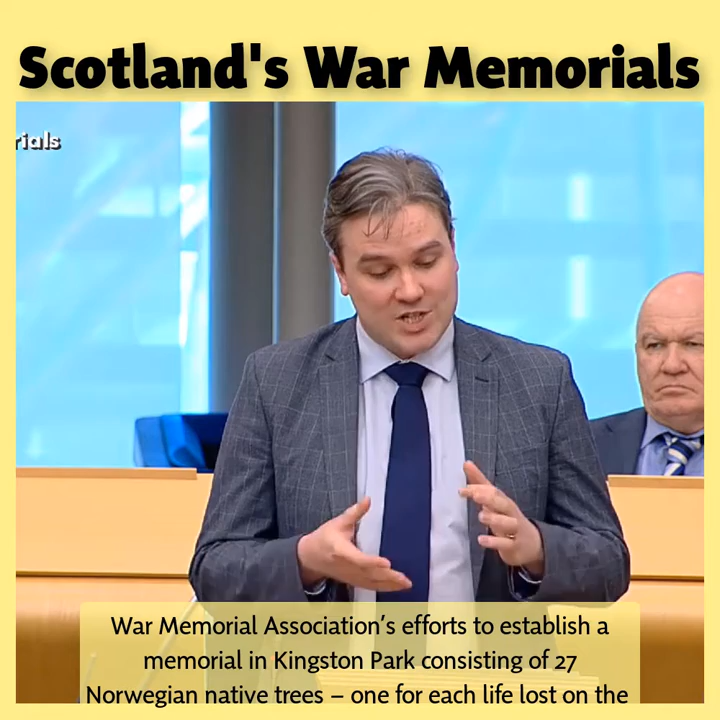 Scotland's War Memorials
rials
War Memorial Association’s efforts to establish a
memorial in Kingston Park consisting of 27
Norwegian native trees – one for each life lost on the